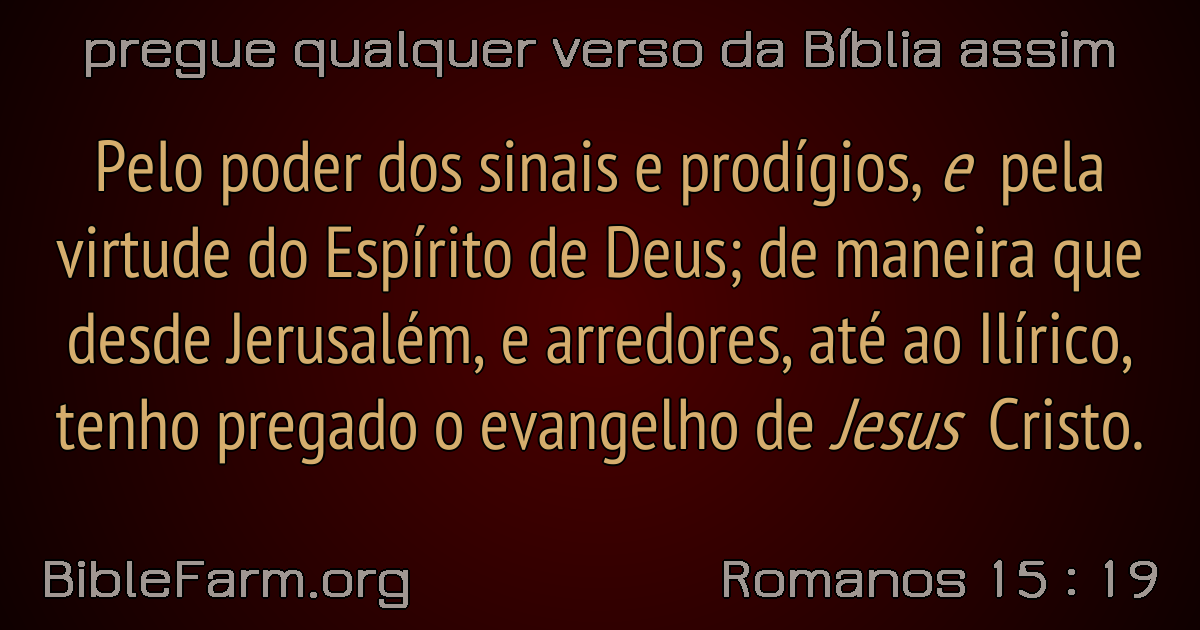 pregue qualquer verso da Bíblia assim
Pelo poder dos sinais e prodígios, e pela
virtude do Espírito de Deus; de maneira que
desde Jerusalém, e arredores, até ao Ilírico,
tenho pregado o evangelho de Jesus Cristo.
BibleFarm.org
Romanos 15 : 19